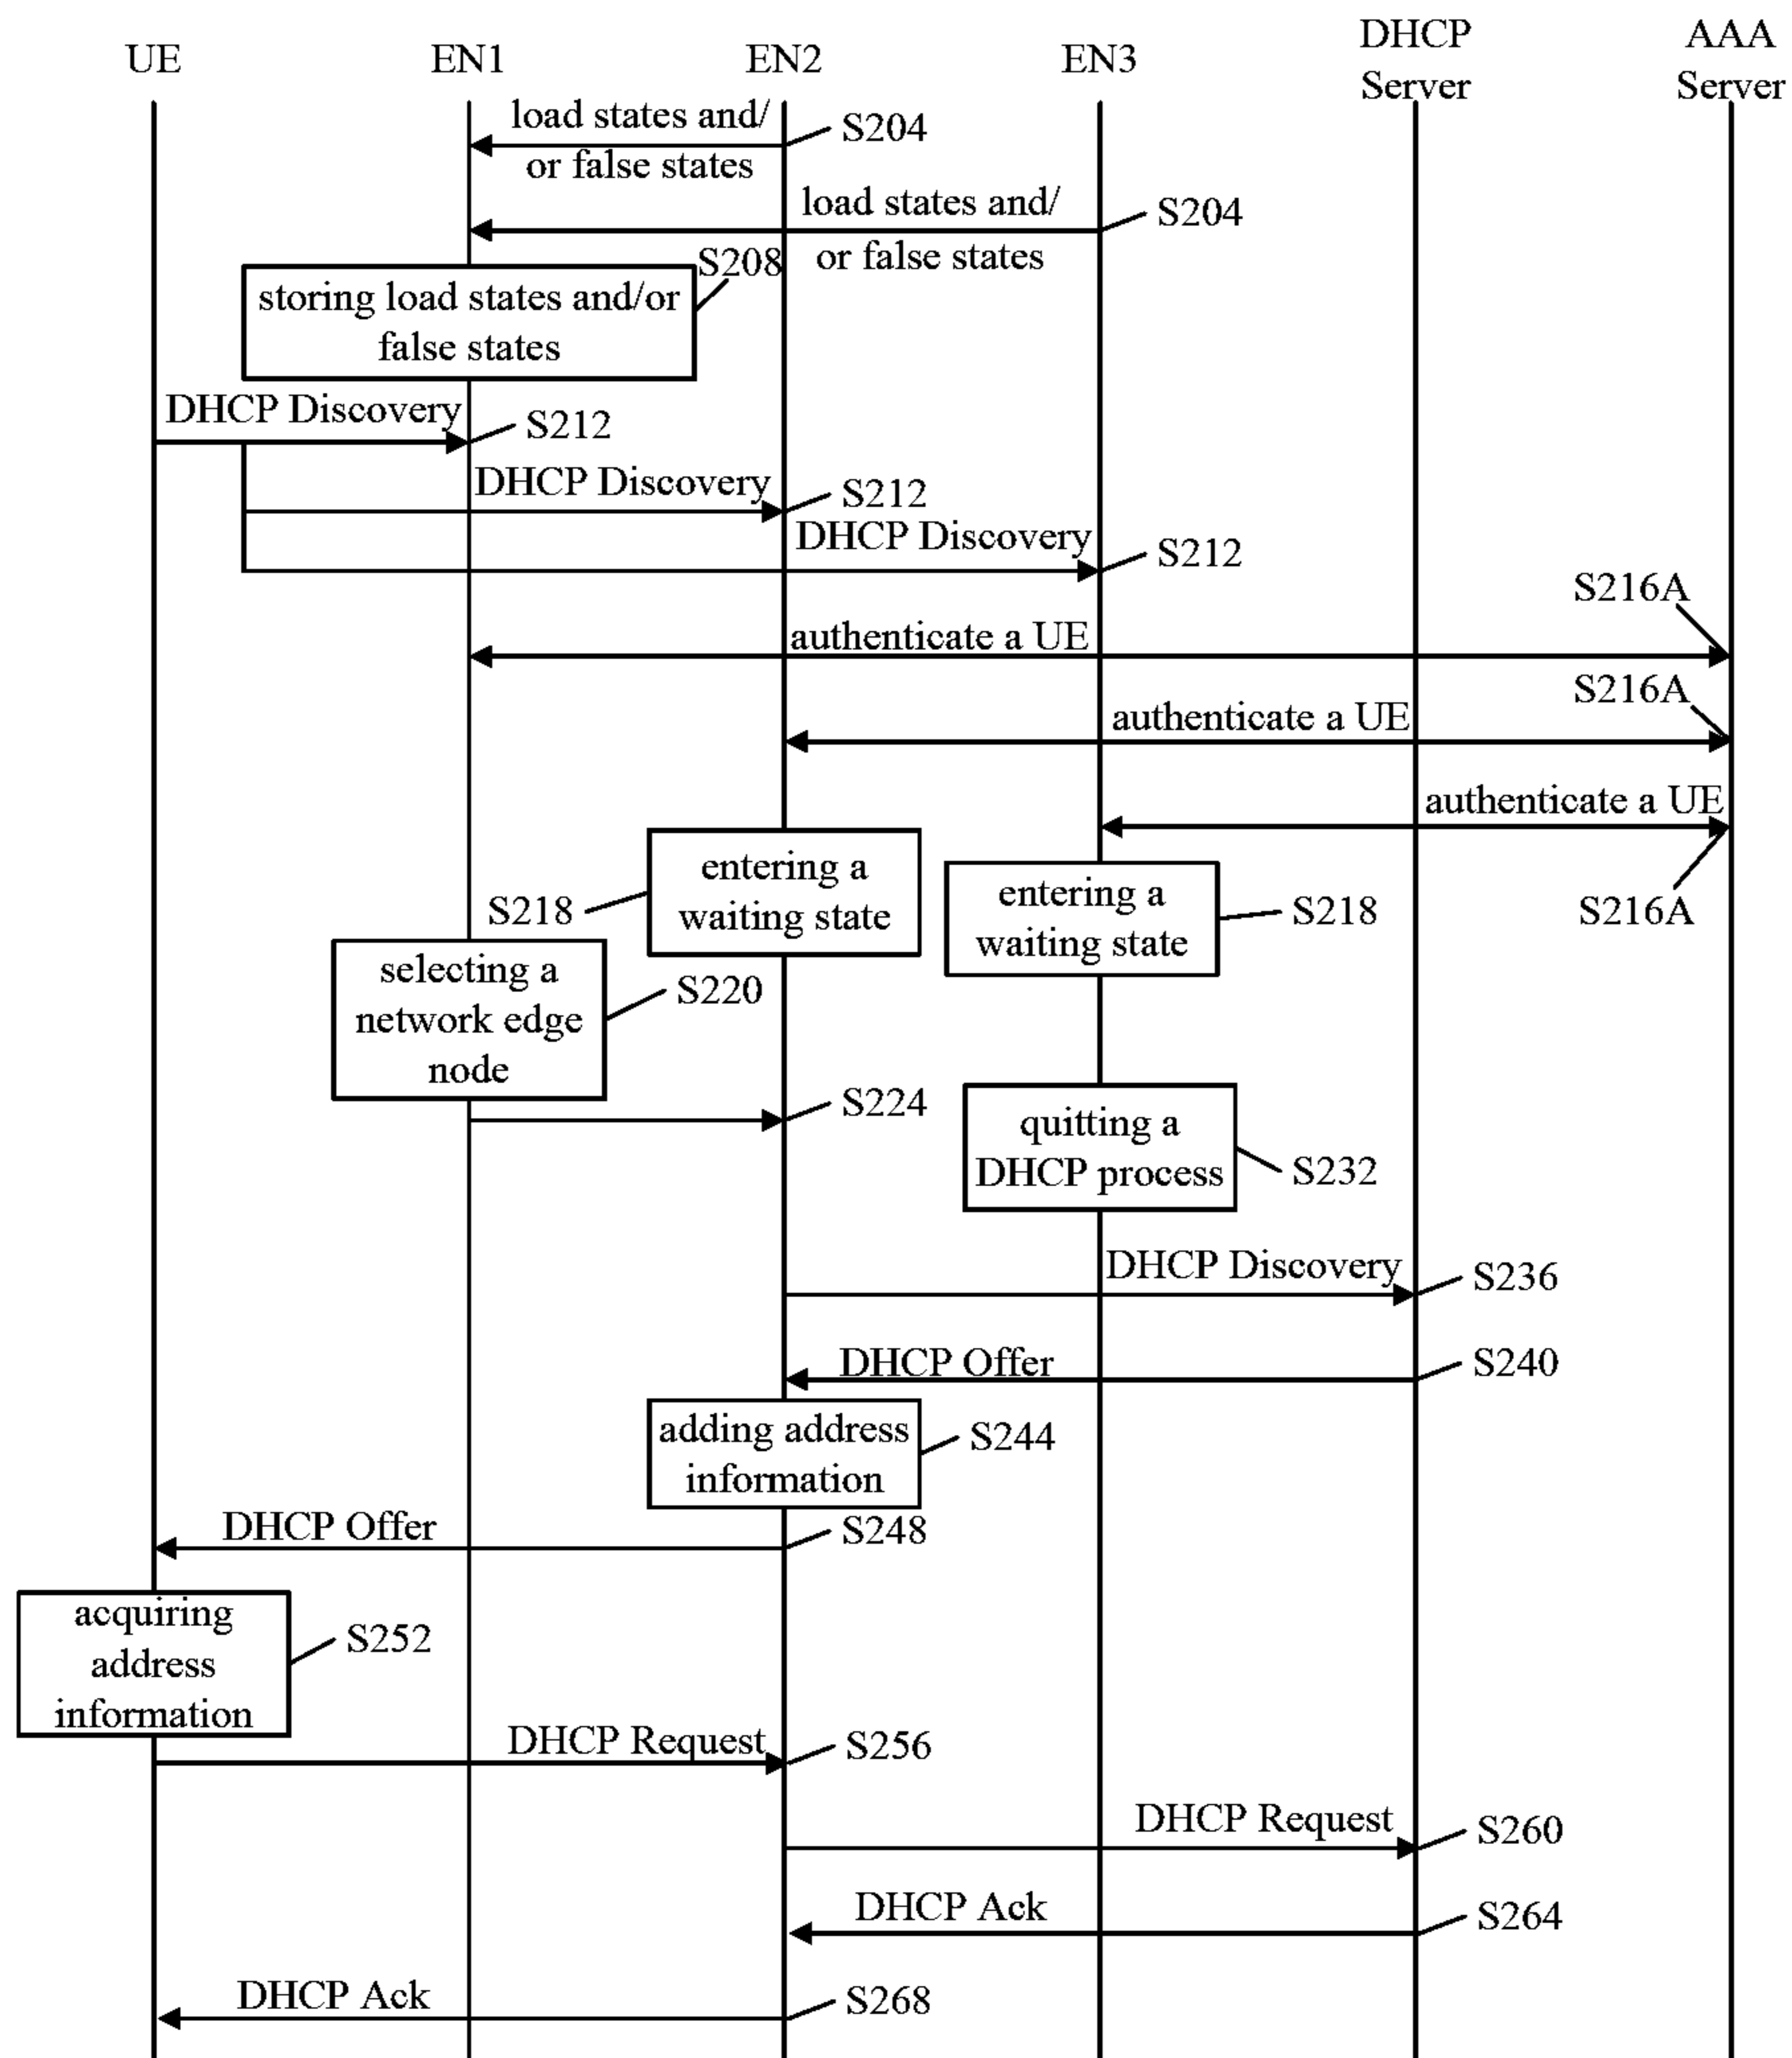 UE
EN1
EN2
EN3
DHCP
Server
AAA
Server
load states and/
or false states
S204
load states and/
or false states
S204
S208
storing load states and/or
false states
DHCP Discovery
S212
DHCP Discovery
S212
DHCP Discovery
S212
S216A
authenticate a UE
S216A
authenticate a UE
authenticate a UE
S216A
entering a
waiting state
S218
entering a
waiting state
S218
selecting a
network edge
node
S220
S224
quitting a
DHCP process
S232
DHCP Discovery
S236
DHCP Offer
S240
adding address
information
S244
DHCP Offer
S248
acquiring
address
information
S252
DHCP Request
S256
DHCP Request
S260
DHCP Ack
S264
DHCP Ack
S268